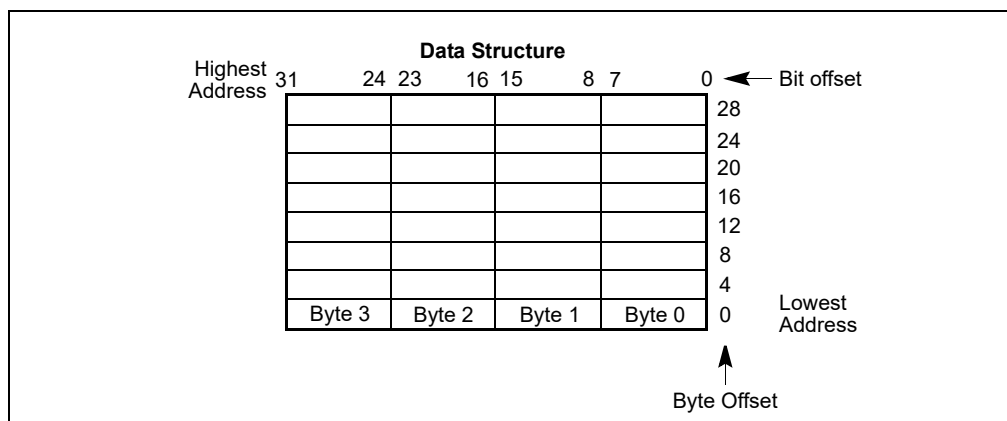 Data Structure
Highest Address
31 24 23 16 15 8 7 0
Bit offset
28
24
20
16
12
8
4
Byte 3 Byte 2 Byte 1 Byte 0 0
Lowest Address
Byte Offset